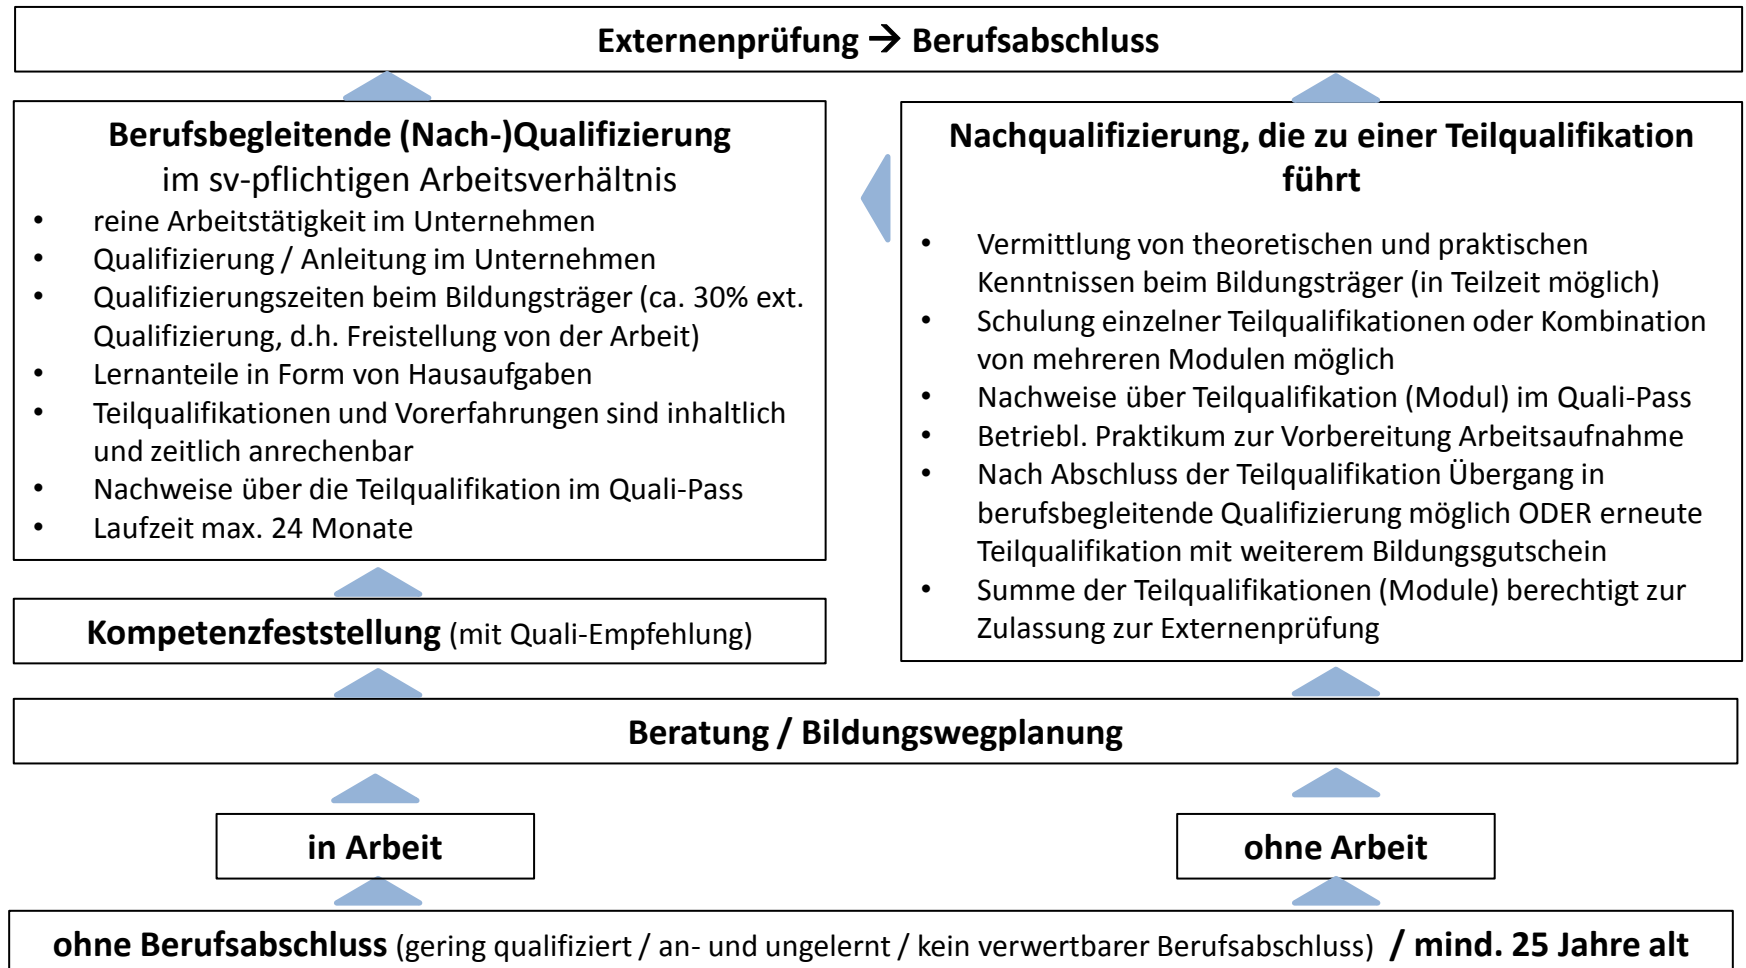 Externenprüfung → Berufsabschluss
Berufsbegleitende (Nach-)Qualifizierung
im sv-pflichtigen Arbeitsverhältnis
• reine Arbeitstätigkeit im Unternehmen
• Qualifizierung / Anleitung im Unternehmen
• Qualifizierungszeiten beim Bildungsträger (ca. 30% ext.
Qualifizierung, d.h. Freistellung von der Arbeit)
• Lernanteile in Form von Hausaufgaben
• Teilqualifikationen und Vorerfahrungen sind inhaltlich
und zeitlich anrechenbar
• Nachweise über die Teilqualifikation im Quali-Pass
• Laufzeit max. 24 Monate
Nachqualifizierung, die zu einer Teilqualifikation
führt
• Vermittlung von theoretischen und praktischen
Kenntnissen beim Bildungsträger (in Teilzeit möglich)
• Schulung einzelner Teilqualifikationen oder Kombination
von mehreren Modulen möglich
• Nachweise über Teilqualifikation (Modul) im Quali-Pass
• Betriebl. Praktikum zur Vorbereitung Arbeitsaufnahme
• Nach Abschluss der Teilqualifikation Übergang in
berufsbegleitende Qualifizierung möglich ODER erneute
Teilqualifikation mit weiterem Bildungsgutschein
• Summe der Teilqualifikationen (Module) berechtigt zur
Zulassung zur Externenprüfung
Kompetenzfeststellung (mit Quali-Empfehlung)
Beratung / Bildungswegplanung
in Arbeit
ohne Arbeit
ohne Berufsabschluss (gering qualifiziert / an- und ungelernt / kein verwertbarer Berufsabschluss) / mind. 25 Jahre alt